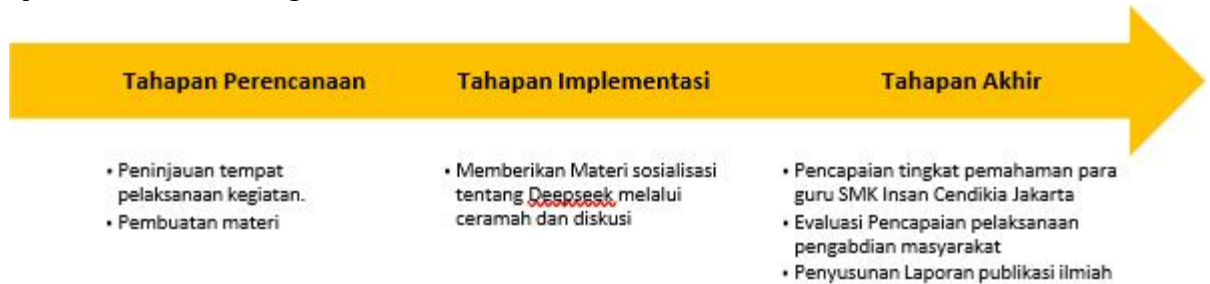 Tahapan Perencanaan
Tahapan Implementasi
Tahapan Akhir
• Peninjauan tempat
pelaksanaan kegiatan.
• Pembuatan materi
• Memberikan Materi sosialisasi
tentang Deepseek melalui
ceramah dan diskusi
• Pencapaian tingkat pemahaman para
guru SMK Insan Cendikia Jakarta
• Evaluasi Pencapaian pelaksanaan
pengabdian masyarakat
• Penyusunan Laporan publikasi ilmiah